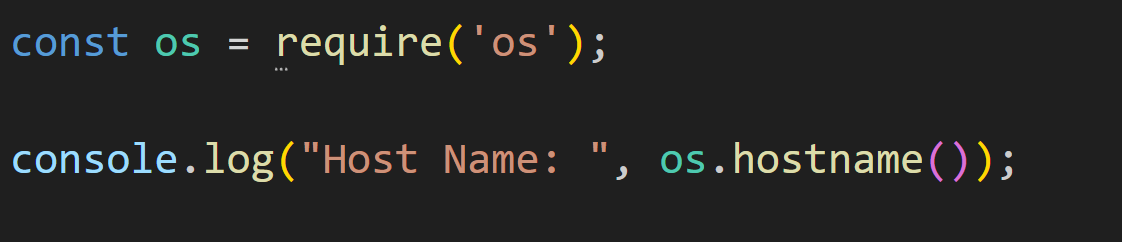 const os = require('os');
console.log("Host Name: ", os.hostname());